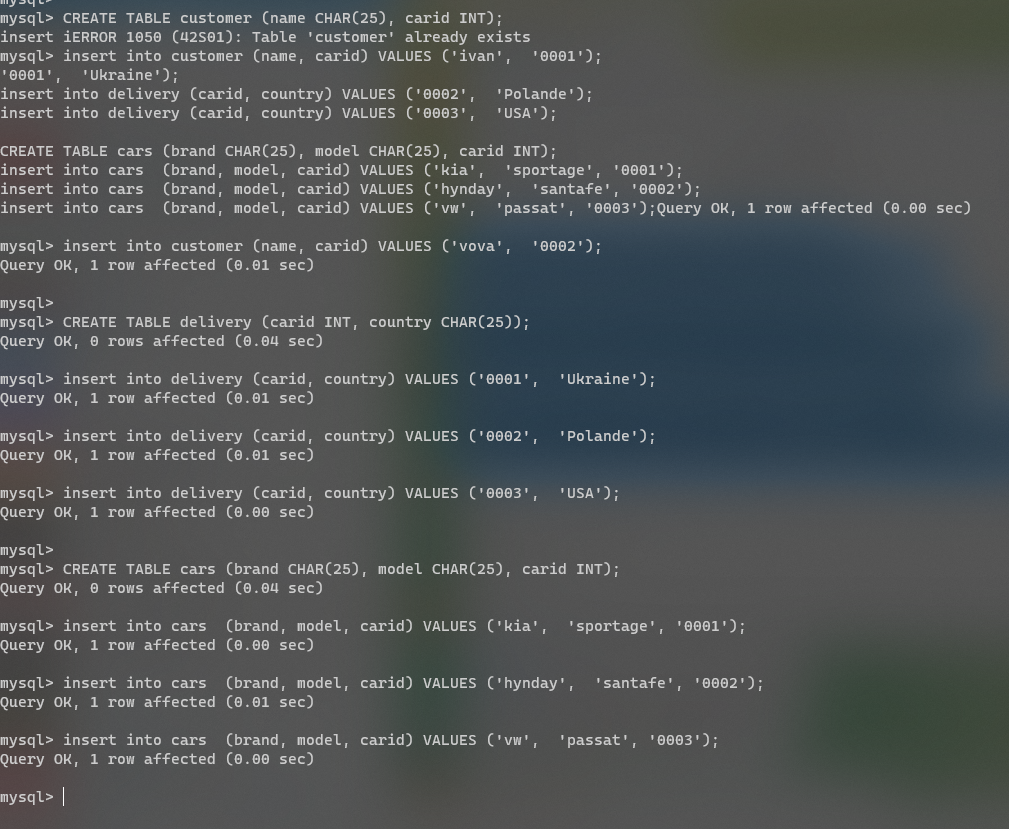 mysql>
mysql> CREATE TABLE customer (name CHAR(25), carid INT);
insert iERROR 1050 (42S01): Table 'customer' already exists
mysql> insert into customer (name, carid) VALUES ('ivan',  '0001');
'0001',  'Ukraine');
insert into delivery (carid, country) VALUES ('0002',  'Polande');
insert into delivery (carid, country) VALUES ('0003',  'USA');
CREATE TABLE cars (brand CHAR(25), model CHAR(25), carid INT);
insert into cars  (brand, model, carid) VALUES ('kia',  'sportage', '0001');
insert into cars  (brand, model, carid) VALUES ('hynday',  'santafe', '0002');
insert into cars  (brand, model, carid) VALUES ('vw',  'passat', '0003');Query OK, 1 row affected (0.00 sec)
mysql> insert into customer (name, carid) VALUES ('vova',  '0002');
Query OK, 1 row affected (0.01 sec)
mysql>
mysql> CREATE TABLE delivery (carid INT, country CHAR(25));
Query OK, 0 rows affected (0.04 sec)
mysql> insert into delivery (carid, country) VALUES ('0001',  'Ukraine');
Query OK, 1 row affected (0.01 sec)
mysql> insert into delivery (carid, country) VALUES ('0002',  'Polande');
Query OK, 1 row affected (0.01 sec)
mysql> insert into delivery (carid, country) VALUES ('0003',  'USA');
Query OK, 1 row affected (0.00 sec)
mysql>
mysql> CREATE TABLE cars (brand CHAR(25), model CHAR(25), carid INT);
Query OK, 0 rows affected (0.04 sec)
mysql> insert into cars  (brand, model, carid) VALUES ('kia',  'sportage', '0001');
Query OK, 1 row affected (0.00 sec)
mysql> insert into cars  (brand, model, carid) VALUES ('hynday',  'santafe', '0002');
Query OK, 1 row affected (0.01 sec)
mysql> insert into cars  (brand, model, carid) VALUES ('vw',  'passat', '0003');
Query OK, 1 row affected (0.00 sec)
mysql>